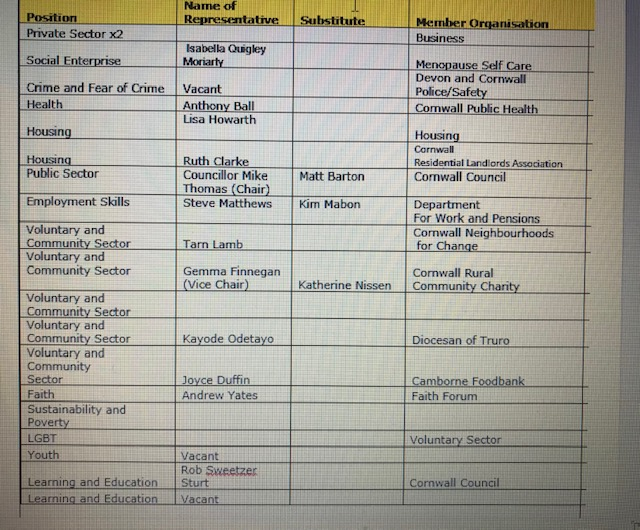 Position Name of Representative Substitute Member Organisation
Private Sector x2 Business
Social Enterprise Isabella Quigley Moriarty Menopause Self Care
Crime and Fear of Crime Vacant Devon and Cornwall Police/Safety
Health Anthony Ball Cornwall Public Health
Housing Lisa Howarth Housing
Housing Ruth Clarke Cornwall Residential Landlords Association
Public Sector Councillor Mike Thomas (Chair) Matt Barton Cornwall Council
Employment Skills Steve Matthews Kim Mabon Department For Work and Pensions
Voluntary and Community Sector Tarn Lamb Cornwall Neighbourhoods for Change
Voluntary and Community Sector Gemma Finnegan (Vice Chair) Katherine Nissen Cornwall Rural Community Charity
Voluntary and Community Sector
Voluntary and Community Sector Kayode Odetayo Diocesan of Truro
Voluntary and Community Sector Joyce Duffin Camborne Foodbank
Faith Andrew Yates Faith Forum
Sustainability and Poverty
LGBT Voluntary Sector
Youth Vacant
Learning and Education Rob Sweetzer Sturt Cornwall Council
Learning and Education Vacant